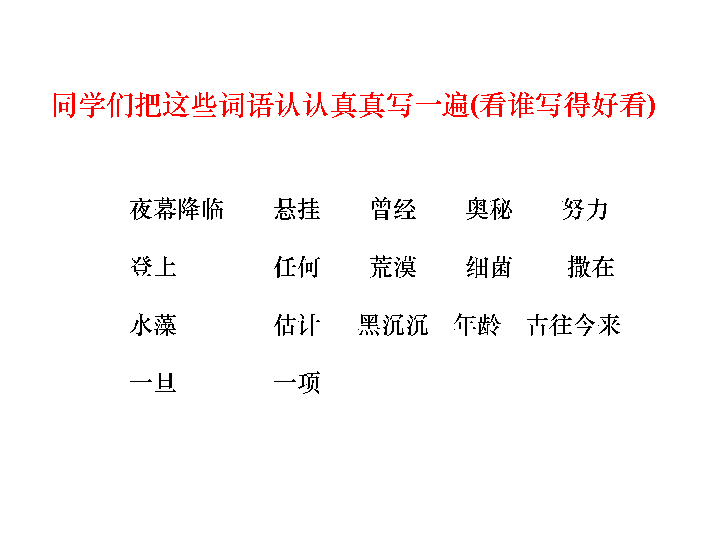 同学们把这些词语认认真真写一遍(看谁写得好看)
夜幕降临 悬挂 曾经 奥秘 努力
登上 任何 荒漠 细菌 撒在
水藻 估计 黑沉沉 年龄 古往今来
一旦 一项